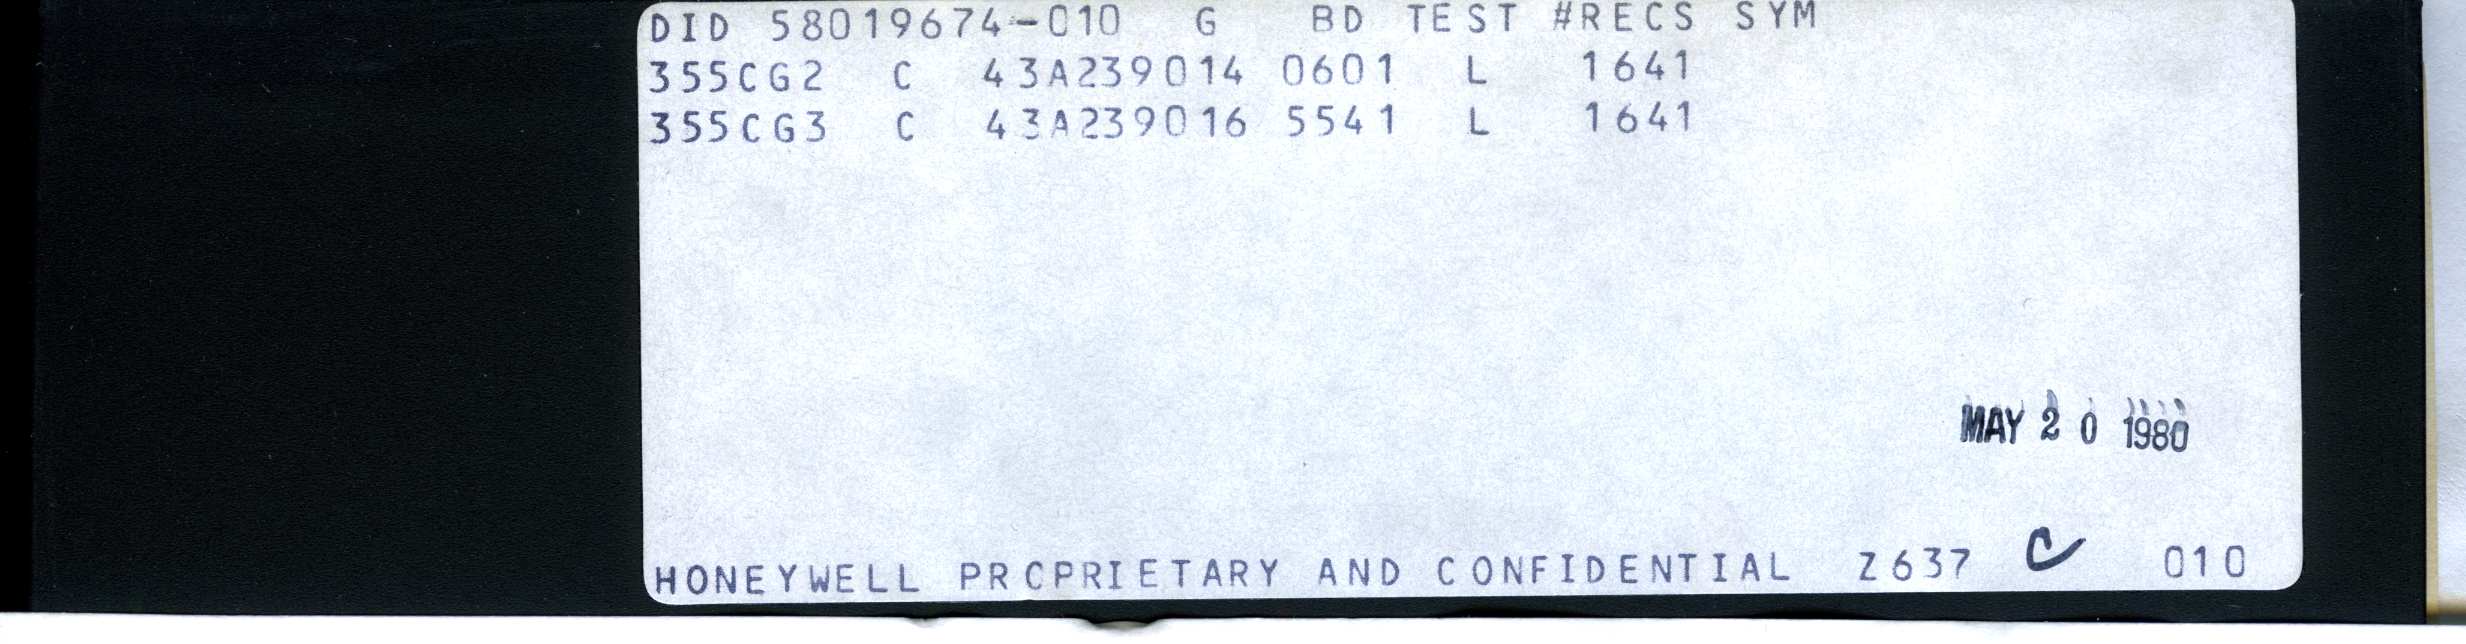 DID 58019674-010 G BD TEST #RECS SYM
355CG2 C 43A239014 0601 L 1641
355CG3 C 43A239016 5541 L 1641
MAY 20 1980
HONEYWELL PROPRIETARY AND CONFIDENTIAL Z637 C 010